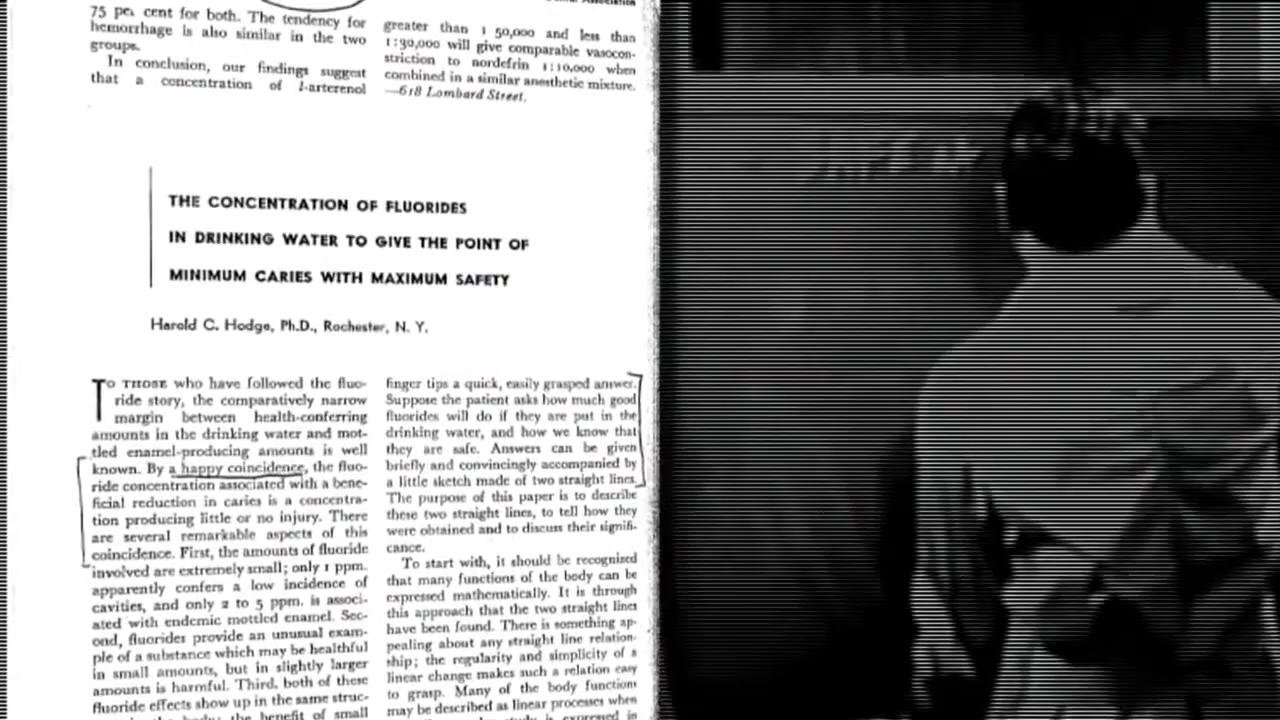 75 per cent for both. The tendency for
hemorrhage is also similar in the two
groups.
In conclusion, our findings suggest
that a concentration of l-arterenol
greater than 1 50,000 and less than
1:30,000 will give comparable vasocon-
striction to nordefrin 1:10,000 when
combined in a similar anesthetic mixture.
—618 Lombard Street.
THE CONCENTRATION OF FLUORIDES
IN DRINKING WATER TO GIVE THE POINT OF
MINIMUM CARIES WITH MAXIMUM SAFETY
Harold C. Hodge, Ph.D., Rochester, N. Y.
To those who have followed the fluo-
ride story, the comparatively narrow
margin between health-conferring
amounts in the drinking water and mot-
tled enamel-producing amounts is well
known. By a happy coincidence, the fluo-
ride concentration associated with a bene-
ficial reduction in caries is a concentra-
tion producing little or no injury. There
are several remarkable aspects of this
coincidence. First, the amounts of fluoride
involved are extremely small; only 1 ppm.
apparently confers a low incidence of
cavities, and only 2 to 5 ppm. is associ-
ated with endemic mottled enamel. Sec-
ond, fluorides provide an unusual exam-
ple of a substance which may be healthful
in small amounts, but in slightly larger
amounts is harmful. Third, both of these
fluoride effects show up in the same struc-
the body: the benefit of small
finger tips a quick, easily grasped answer.
Suppose the patient asks how much good
fluorides will do if they are put in the
drinking water, and how we know that
they are safe. Answers can be given
briefly and convincingly accompanied by
a little sketch made of two straight lines.
The purpose of this paper is to describe
these two straight lines, to tell how they
were obtained and to discuss their signifi-
cance.
To start with, it should be recognized
that many functions of the body can be
expressed mathematically. It is through
this approach that the two straight lines
have been found. There is something ap-
pealing about any straight line relation-
ship; the regularity and simplicity of a
linear change makes such a relation easy
to grasp. Many of the body functions
may be described as linear processes when
is expressed in